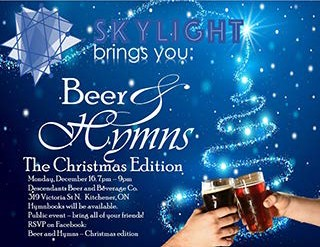 SKYLIGHT
brings you:
Beer &
Hymns
The Christmas Edition
Monday, December 16. 7pm – 9pm
Descendants Beer and Beverage Co.
319 Victoria St N. Kitchener, ON
Hymnbooks will be available.
Public event – bring all of your friends!
RSVP on Facebook:
Beer and Hymns – Christmas edition